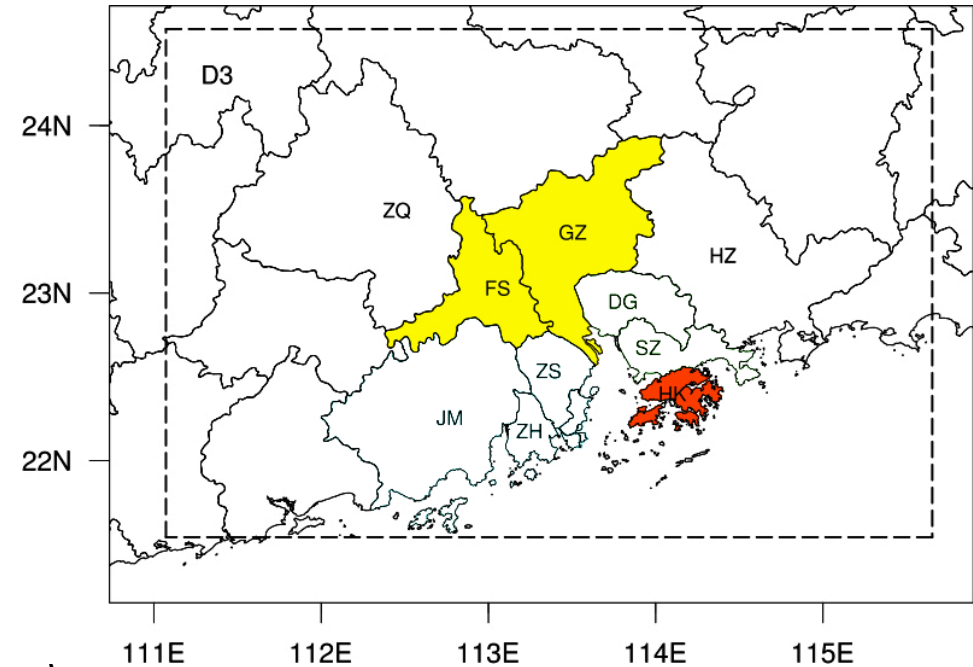 D3
24N
ZQ
GZ
HZ
23N
FS
DG
SZ
ZS
HK
JM
ZH
22N
111E 112E 113E 114E 115E